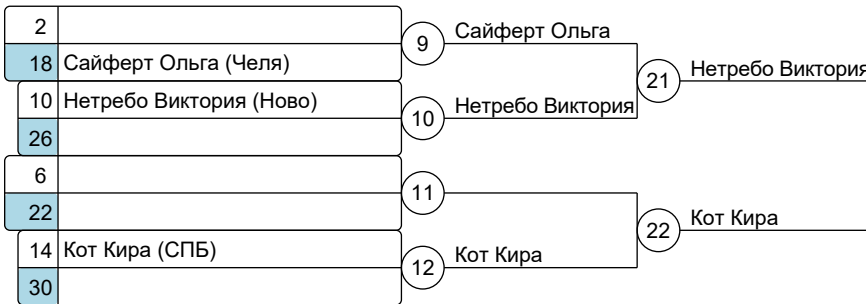 2
18 Сайферт Ольга (Челя)
9 Сайферт Ольга
10 Нетребо Виктория (Ново)
26
10 Нетребо Виктория
21 Нетребо Виктория
6
22
11
14 Кот Кира (СПБ)
30
12 Кот Кира
22 Кот Кира